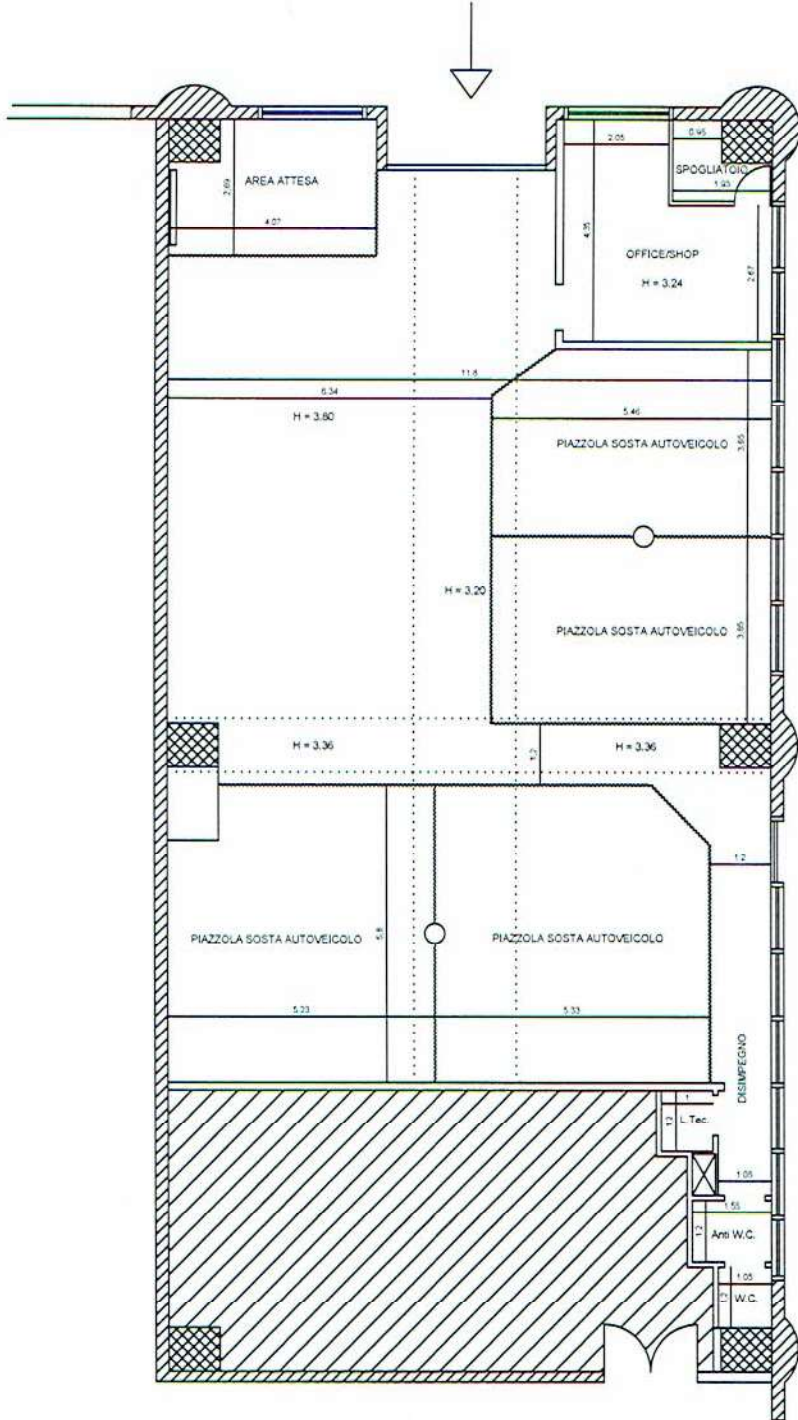 AREA ATTESA
2.69
4.07
2.05
0.95
SPOGLIATOIO
1.93
4.35
OFFICE/SHOP
H = 3.24
2.67
11.8
6.34
H = 3.60
5.46
PIAZZOLA SOSTA AUTOVEICOLO
3.65
H = 3.20
PIAZZOLA SOSTA AUTOVEICOLO
3.65
H = 3.36
H = 3.36
1.2
1.2
PIAZZOLA SOSTA AUTOVEICOLO
5.8
PIAZZOLA SOSTA AUTOVEICOLO
5.23
5.33
DISIMPEGNO
1
1.2
L.Tec.
1.05
1.55
1.2
Anti W.C.
1.05
1.2
W.C.